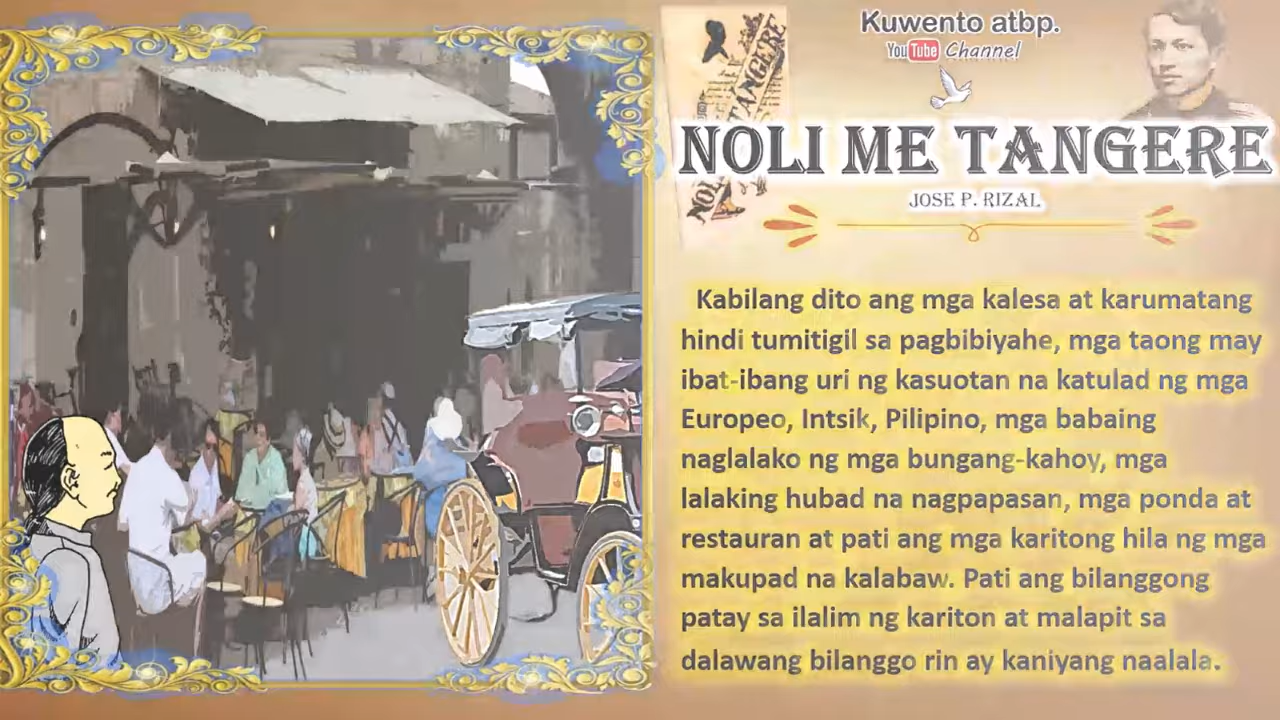 Kuwento atbp.
YouTube Channel
NOLI ME TANGERE
JOSE P. RIZAL
Kabilang dito ang mga kalesa at karumatang
hindi tumitigil sa pagbibiyahe, mga taong may
ibat-ibang uri ng kasuotan na katulad ng mga
Europeo, Intsik, Pilipino, mga babaing
naglalako ng mga bungang-kahoy, mga
lalaking hubad na nagpapasan, mga ponda at
restauran at pati ang mga karitong hila ng mga
makupad na kalabaw. Pati ang bilanggong
patay sa ilalim ng kariton at malapit sa
dalawang bilanggo rin ay kaniyang naalala.